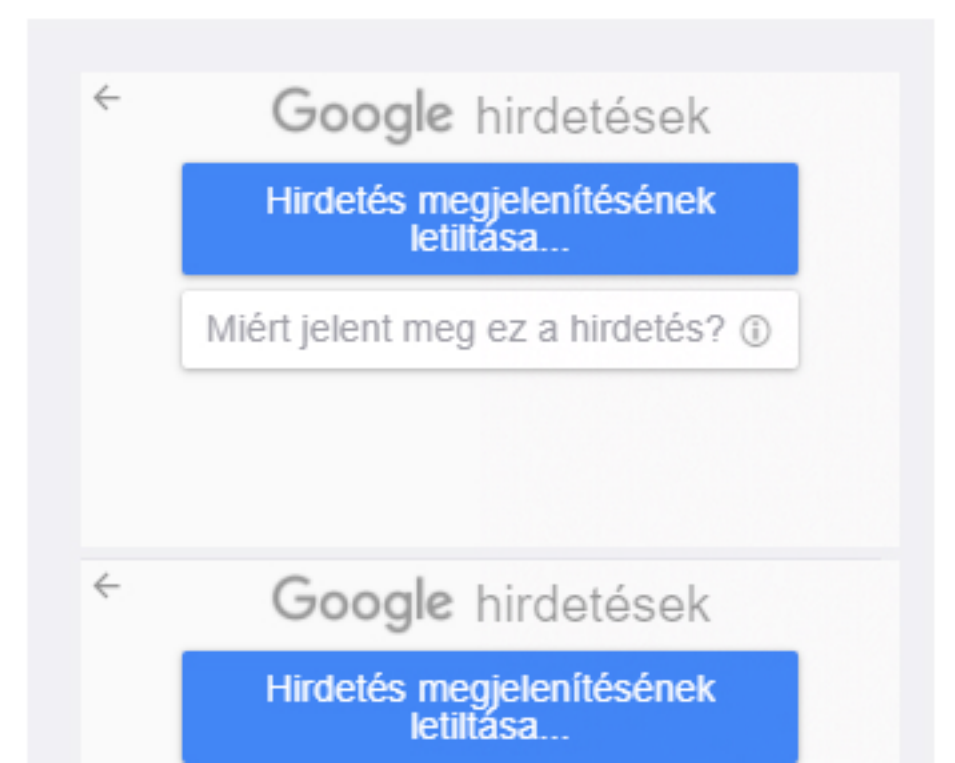 Google hirdetések
Hirdetés megjelenítésének
letiltása...
Miért jelent meg ez a hirdetés?
Google hirdetések
Hirdetés megjelenítésének
letiltása...